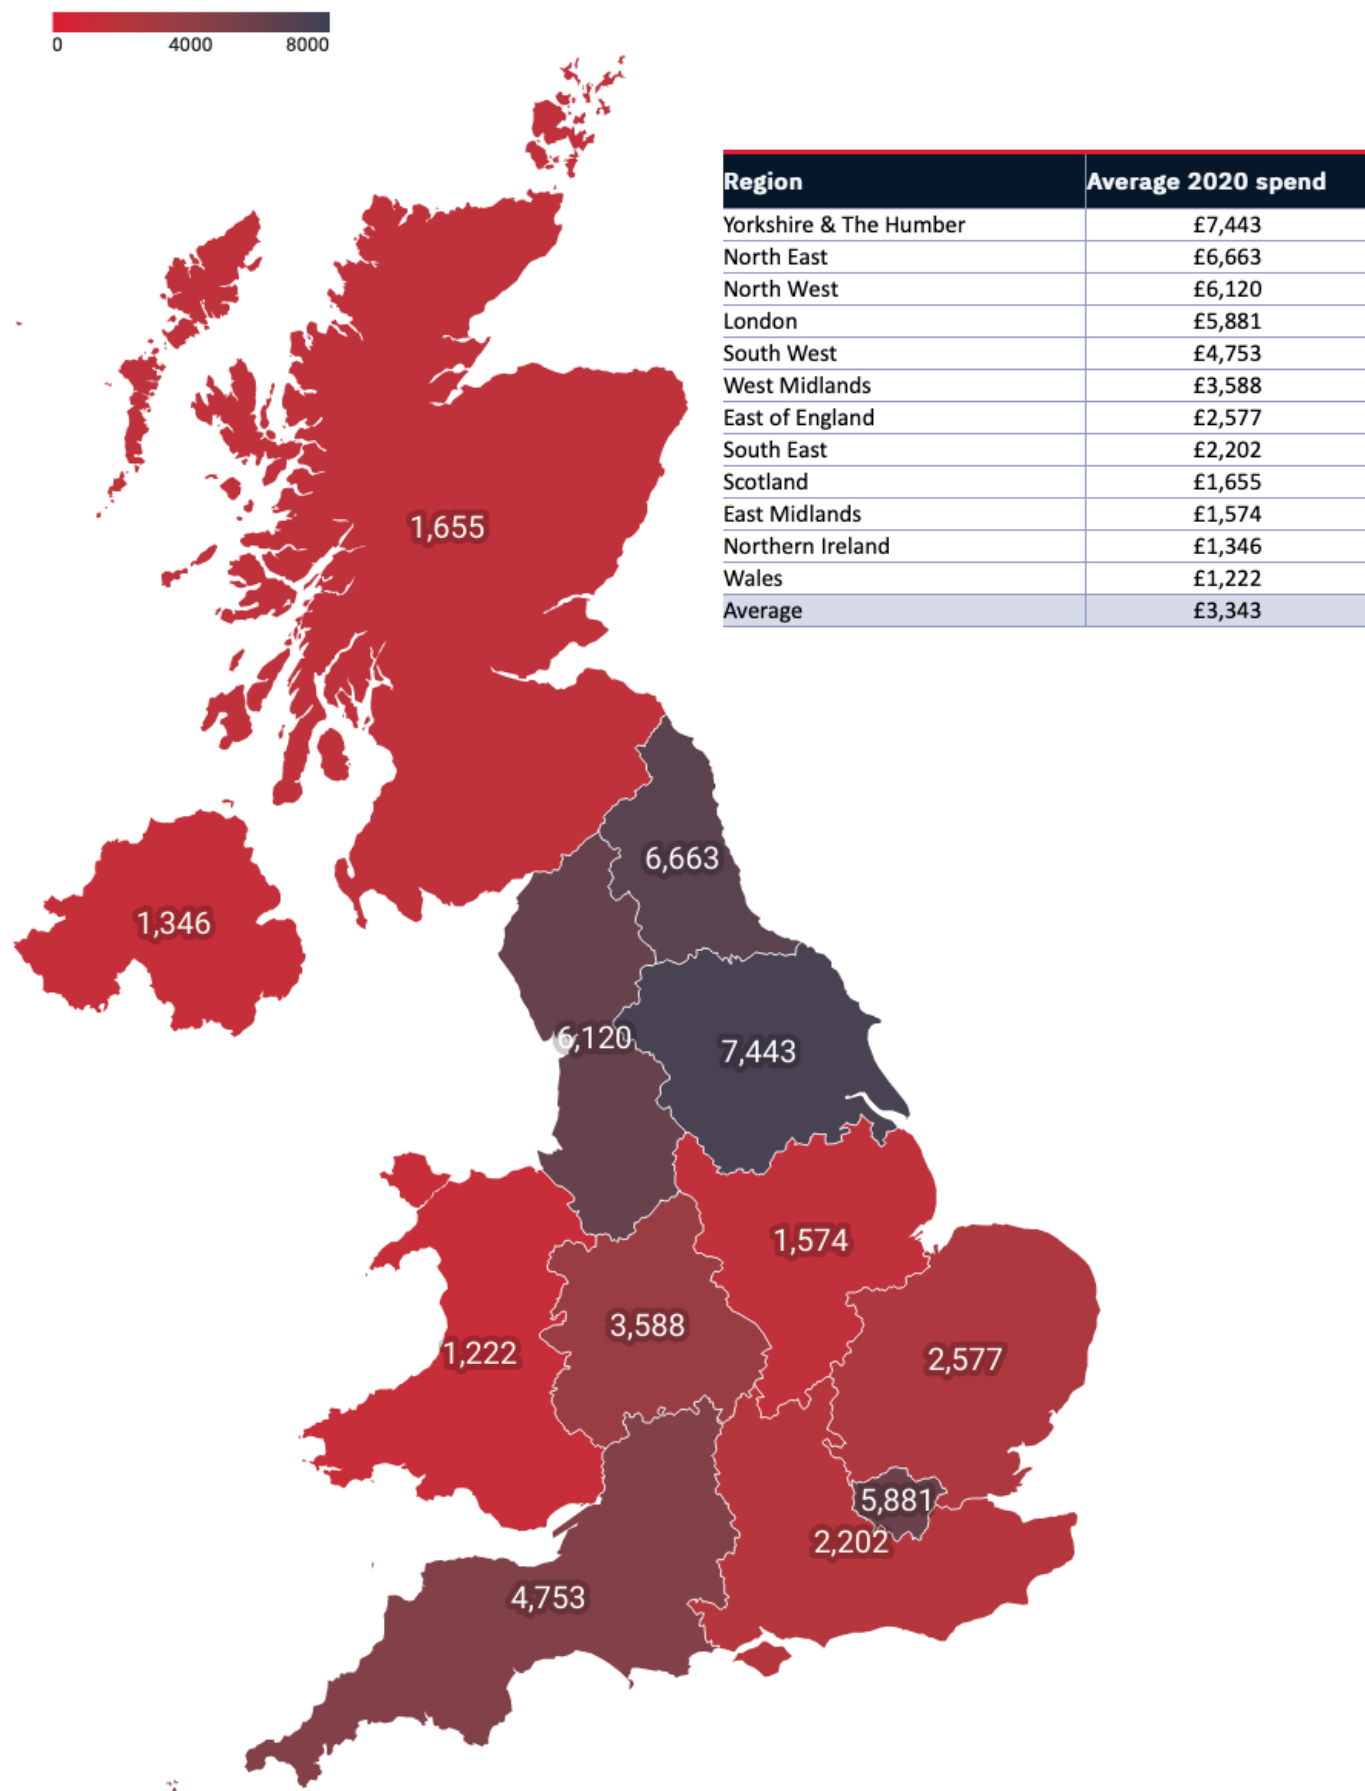 0 4000 8000
Region Average 2020 spend
Yorkshire & The Humber £7,443
North East £6,663
North West £6,120
London £5,881
South West £4,753
West Midlands £3,588
East of England £2,577
South East £2,202
Scotland £1,655
East Midlands £1,574
Northern Ireland £1,346
Wales £1,222
Average £3,343
1,655
6,663
1,346
6,120
7,443
1,574
3,588
1,222
2,577
5,881
2,202
4,753